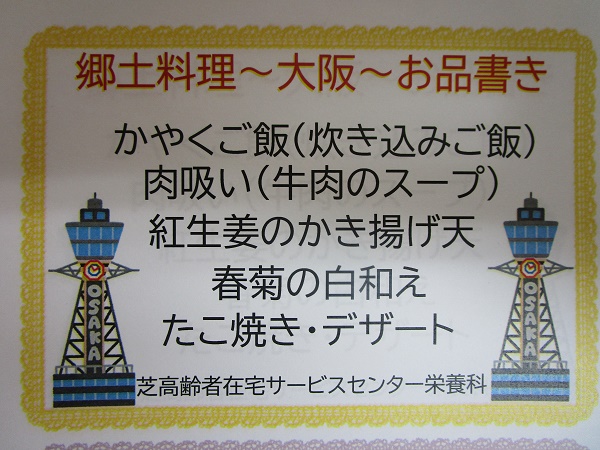 郷土料理～大阪～お品書き
かやくご飯(炊き込みご飯)
肉吸い(牛肉のスープ)
紅生姜のかき揚げ天
春菊の白和え
たこ焼き・デザート
OSAKA
OSAKA
芝高齢者在宅サービスセンター栄養科